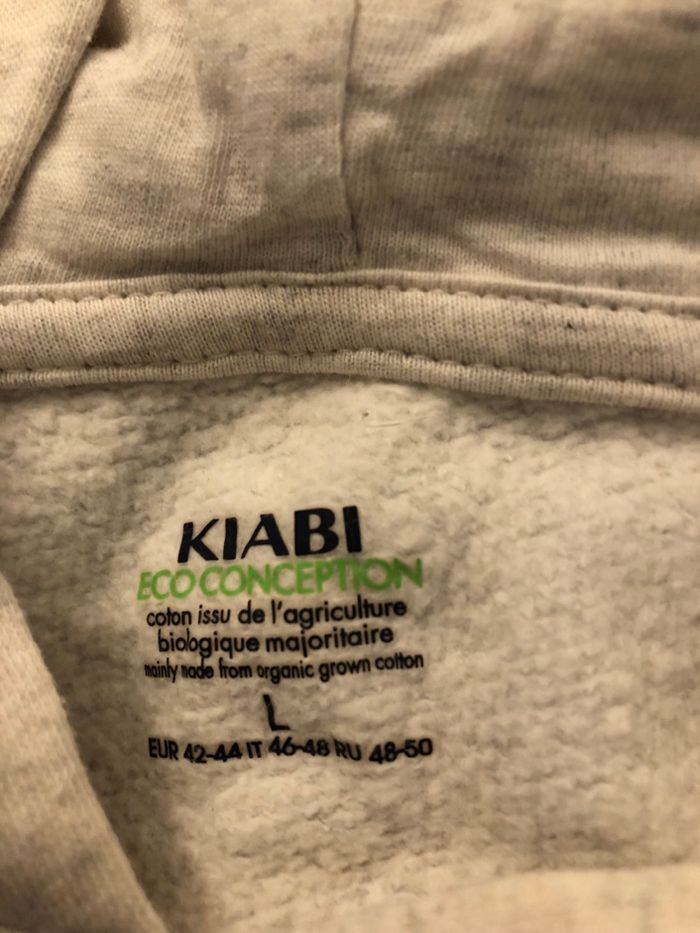 KIABI
ECO CONCEPTION
coton issu de l'agriculture
biologique majoritaire
mainly made from organic grown cotton
L
EUR 42-44 IT 46-48 RU 48-50